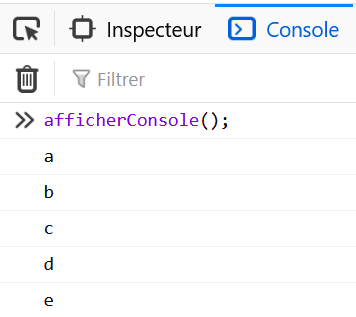 Inspecteur Console
Filtrer
afficherConsole();
a
b
c
d
e